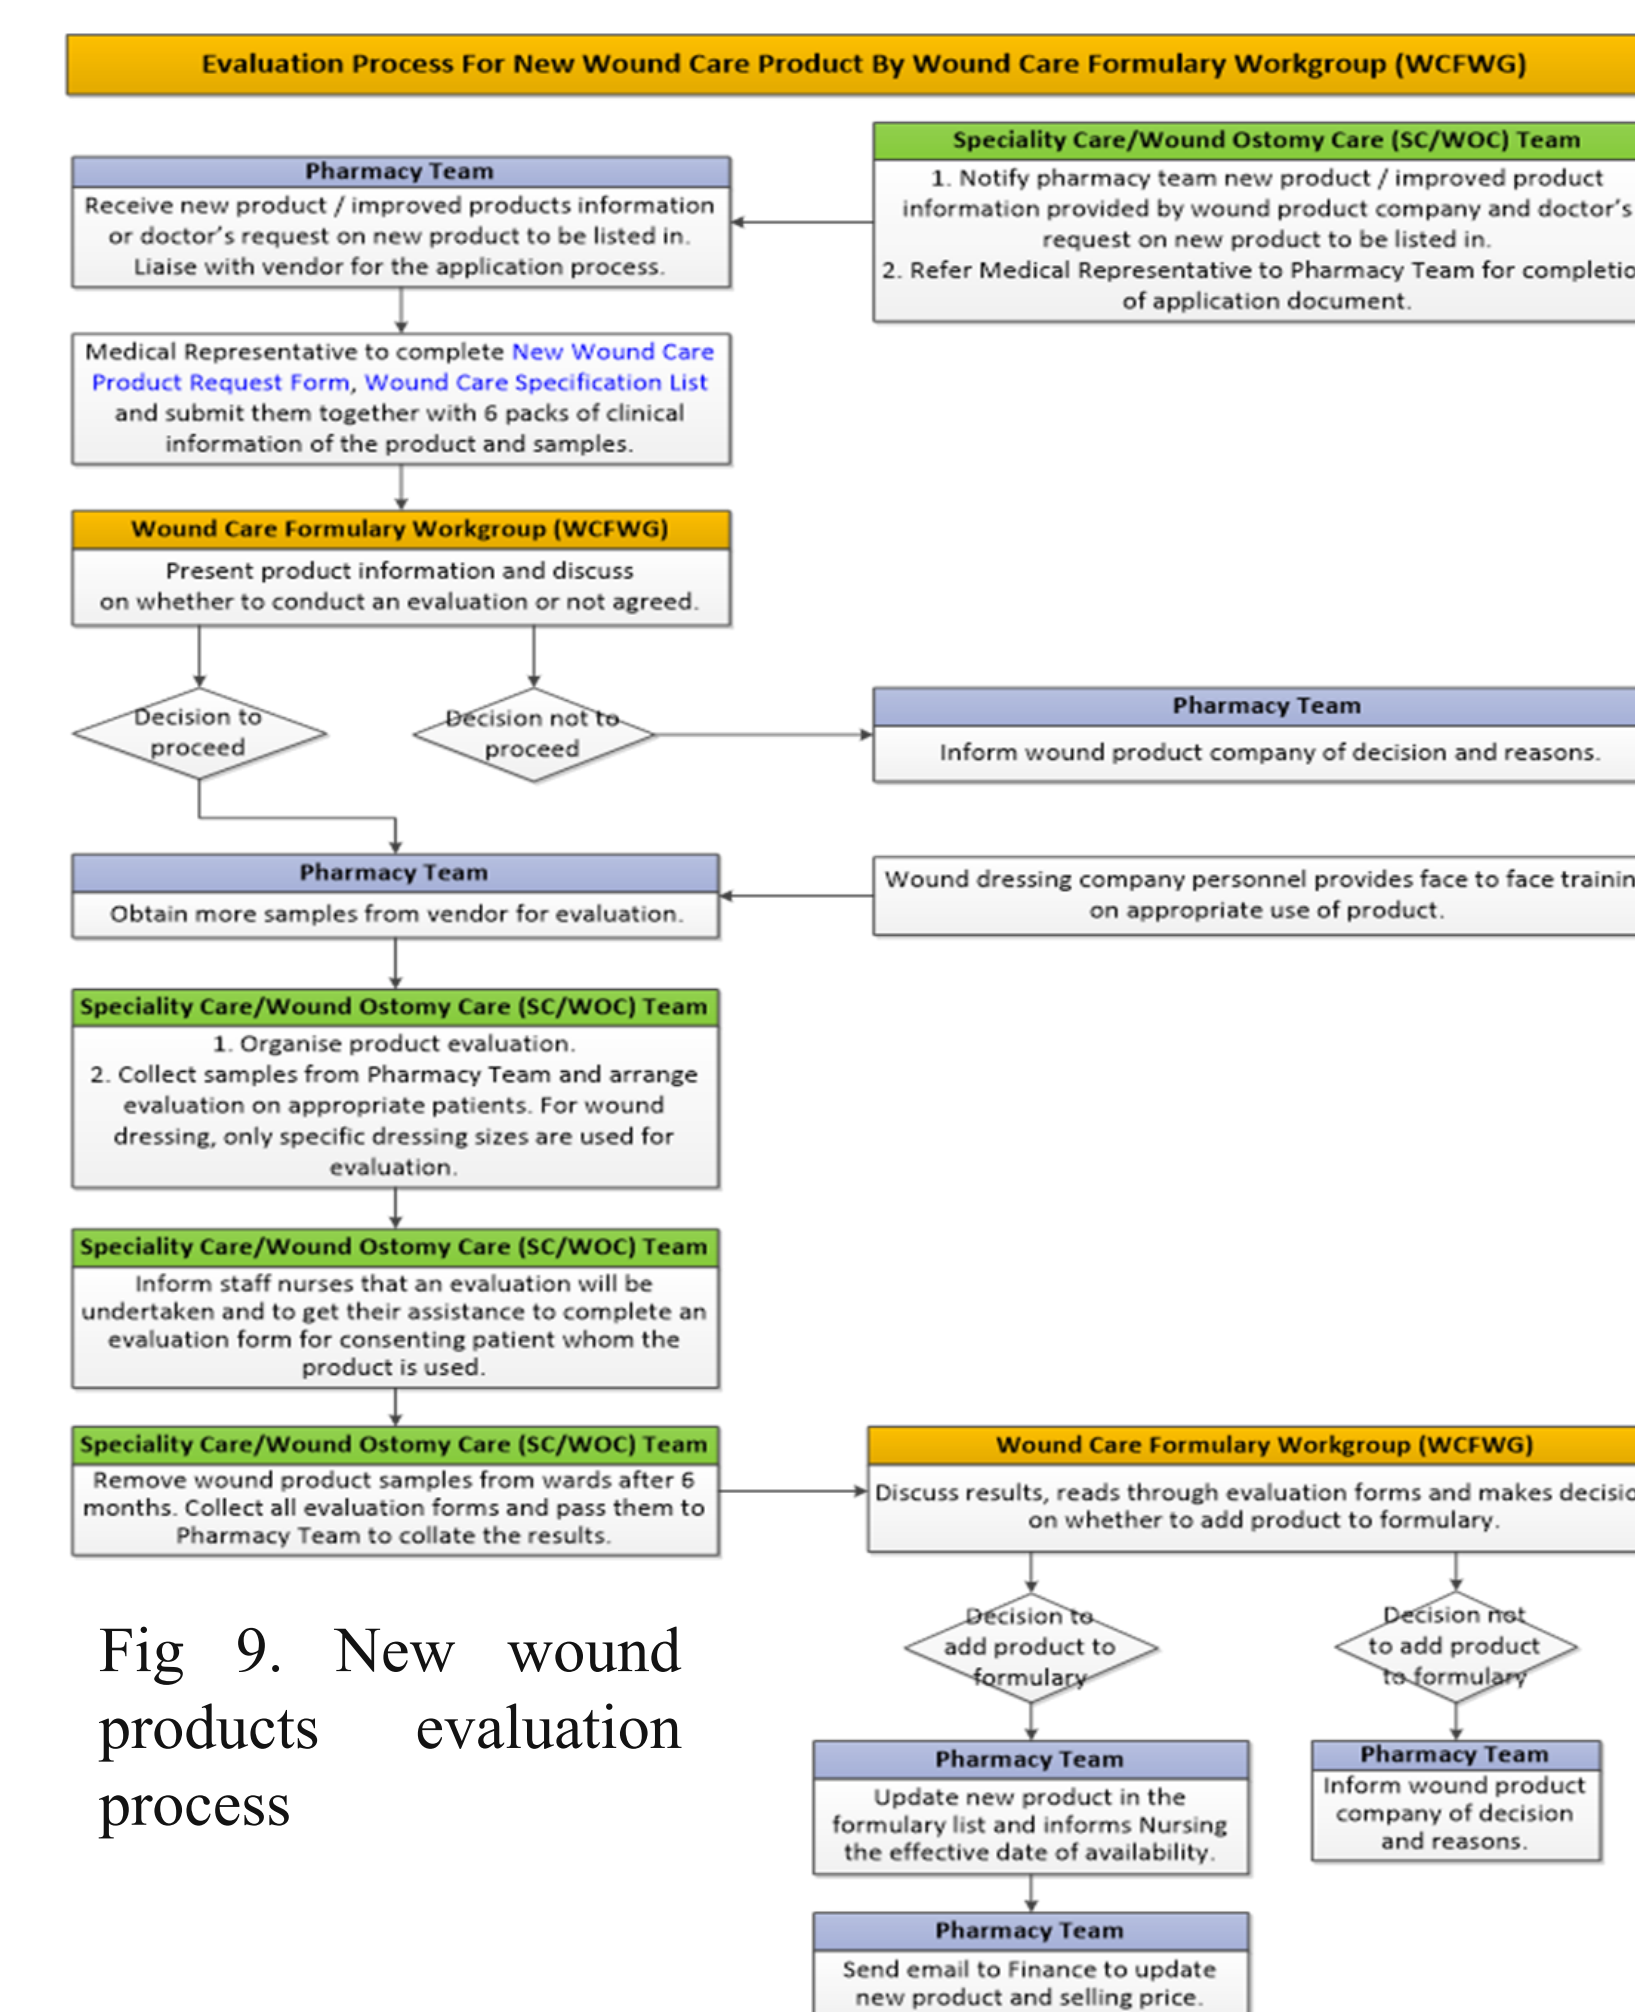 Evaluation Process For New Wound Care Product By Wound Care Formulary Workgroup (WCFWG)
Speciality Care/Wound Ostomy Care (SC/WOC) Team
1. Notify pharmacy team new product / improved product
information provided by wound product company and doctor's
request on new product to be listed in.
2. Refer Medical Representative to Pharmacy Team for completio
of application document.
Pharmacy Team
Receive new product / improved products information
or doctor's request on new product to be listed in.
Liaise with vendor for the application process.
Medical Representative to complete New Wound Care
Product Request Form, Wound Care Specification List
and submit them together with 6 packs of clinical
information of the product and samples.
Wound Care Formulary Workgroup (WCFWG)
Present product information and discuss
on whether to conduct an evaluation or not agreed.
Decision to
proceed
Decision not to
proceed
Pharmacy Team
Inform wound product company of decision and reasons.
Pharmacy Team
Obtain more samples from vendor for evaluation.
Wound dressing company personnel provides face to face trainin
on appropriate use of product.
Speciality Care/Wound Ostomy Care (SC/WOC) Team
1. Organise product evaluation.
2. Collect samples from Pharmacy Team and arrange
evaluation on appropriate patients. For wound
dressing, only specific dressing sizes are used for
evaluation.
Speciality Care/Wound Ostomy Care (SC/WOC) Team
Inform staff nurses that an evaluation will be
undertaken and to get their assistance to complete an
evaluation form for consenting patient whom the
product is used.
Speciality Care/Wound Ostomy Care (SC/WOC) Team
Remove wound product samples from wards after 6
months. Collect all evaluation forms and pass them to
Pharmacy Team to collate the results.
Wound Care Formulary Workgroup (WCFWG)
Discuss results, reads through evaluation forms and makes decisio
on whether to add product to formulary.
Decision to
add product to
formulary
Decision not
to add product
to formulary
Pharmacy Team
Update new product in the
formulary list and informs Nursing
the effective date of availability.
Pharmacy Team
Inform wound product
company of decision
and reasons.
Pharmacy Team
Send email to Finance to update
new product and selling price.
Fig 9. New wound
products evaluation
process